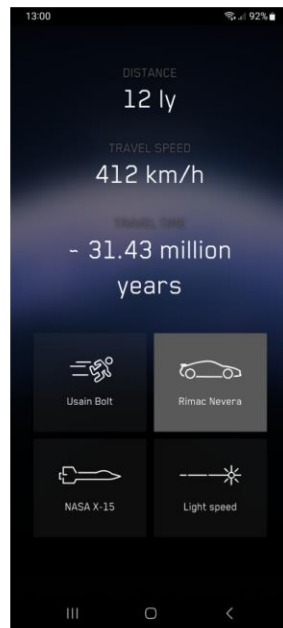 13:00
92%
DISTANCE
12 ly
TRAVEL SPEED
412 km/h
TRAVEL TIME
~ 31.43 million
years
Usain Bolt
Rimac Nevera
NASA X-15
Light speed